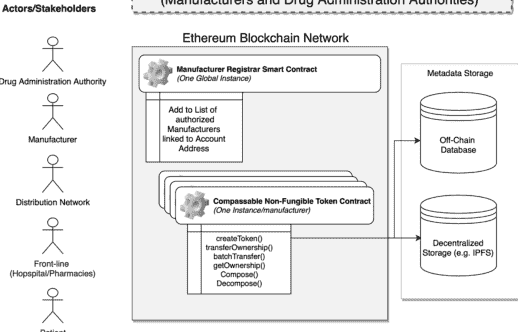 Actors/Stakeholders
(Manufacturers and Drug Administration Authorities)
Ethereum Blockchain Network
Drug Administration Authority
Manufacturer
Distribution Network
Front-line
(Hopspital/Pharmacies)
Patient
Manufacturer Registrar Smart Contract
(One Global Instance)
Add to List of
authorized
Manufacturers
linked to Account
Address
Compassable Non-Fungible Token Contract
(One Instance/manufacturer)
createToken()
transferOwnership()
batchTransfer()
getOwnership()
Compose()
Decompose()
Metadata Storage
Off-Chain
Database
Decentralized
Storage (e.g. IPFS)